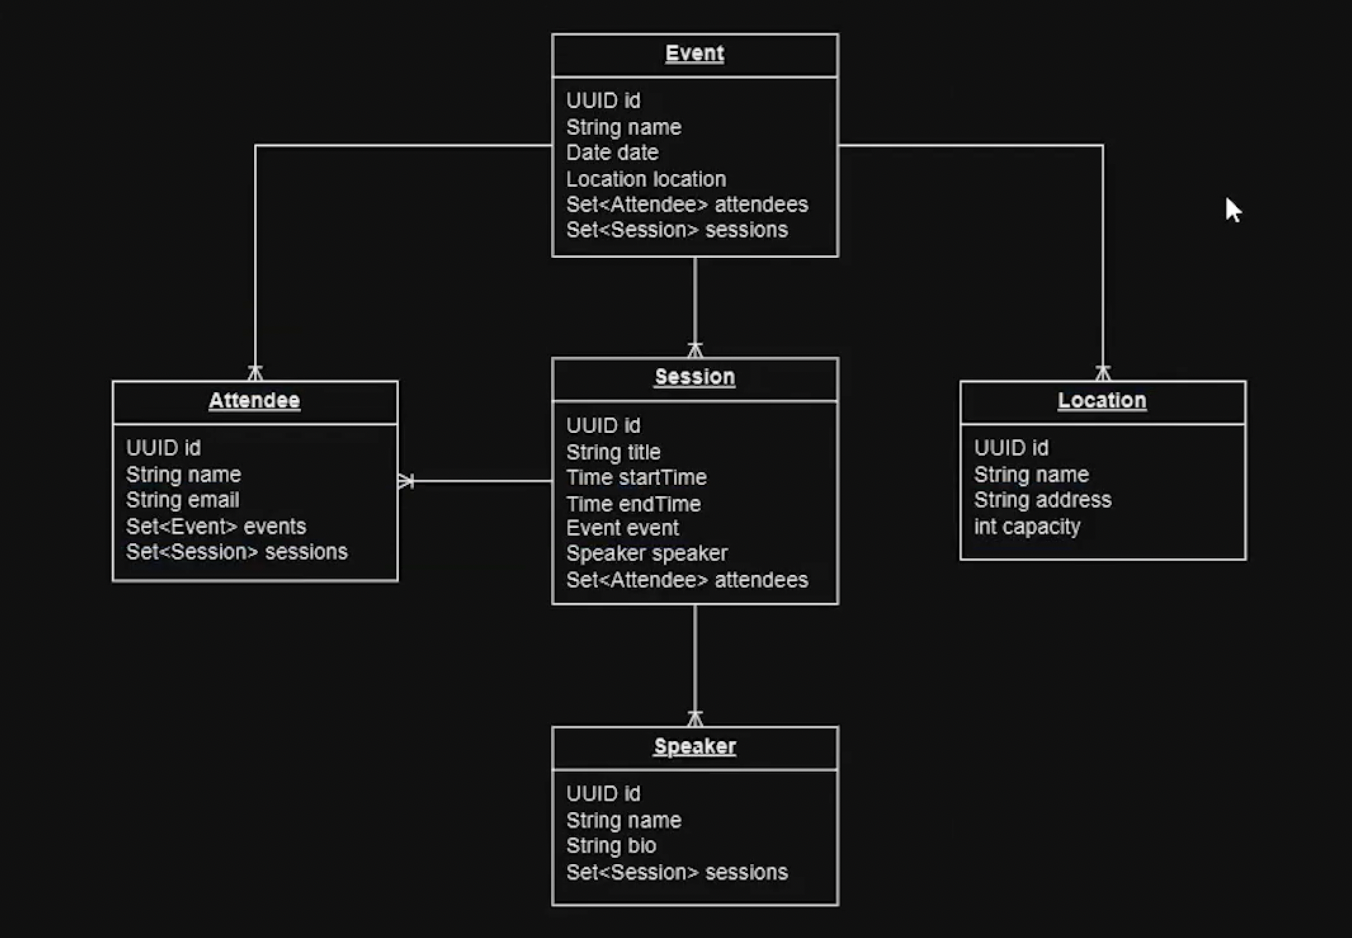 Event
UUID id
String name
Date date
Location location
Set<Attendee> attendees
Set<Session> sessions
Attendee
UUID id
String name
String email
Set<Event> events
Set<Session> sessions
Session
UUID id
String title
Time startTime
Time endTime
Event event
Speaker speaker
Set<Attendee> attendees
Location
UUID id
String name
String address
int capacity
Speaker
UUID id
String name
String bio
Set<Session> sessions